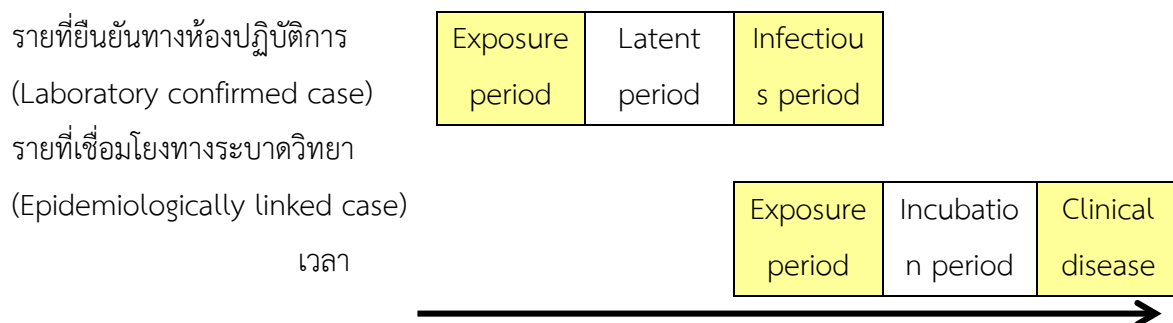 รายที่ยืนยันทางห้องปฏิบัติการ
(Laboratory confirmed case)
Exposure
period
Latent
period
Infectiou
s period
รายที่เชื่อมโยงทางระบาดวิทยา
(Epidemiologically linked case)
Exposure
period
Incubatio
n period
Clinical
disease
เวลา